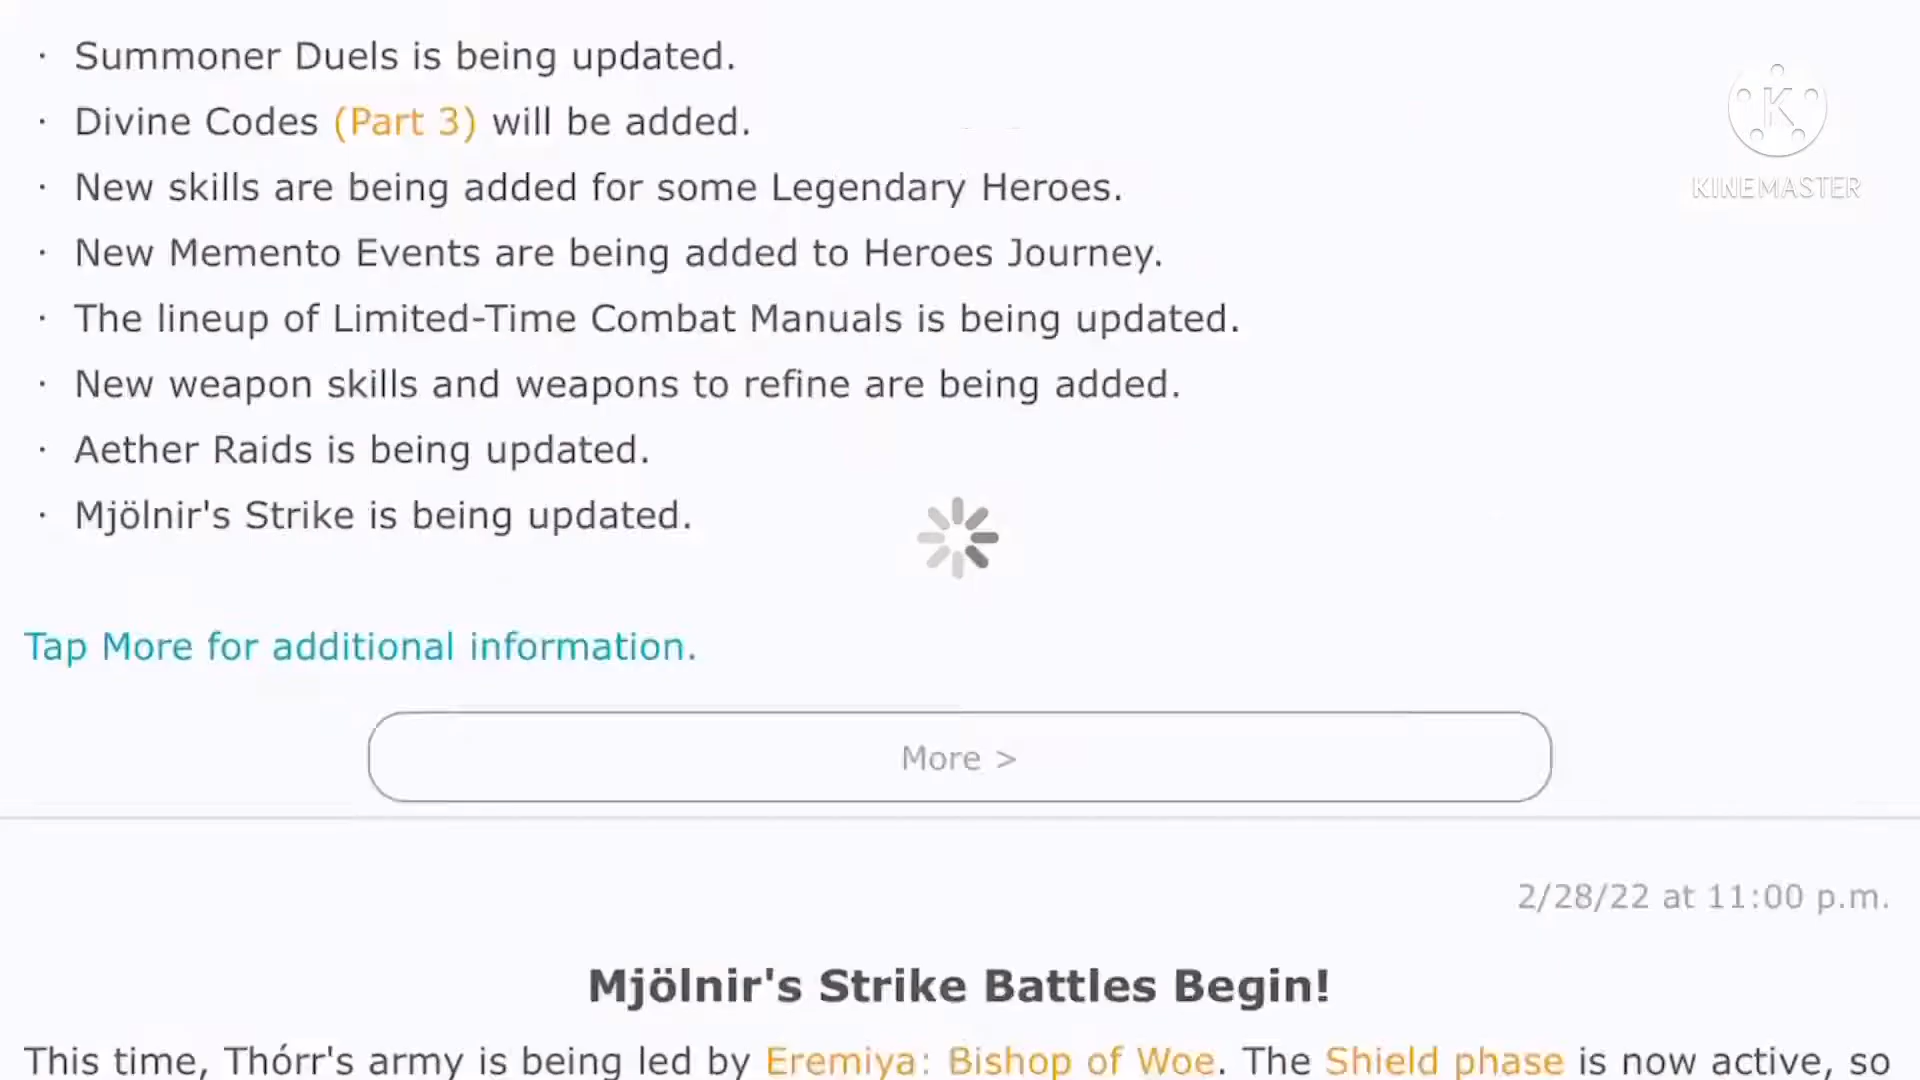 · Summoner Duels is being updated.
· Divine Codes (Part 3) will be added.
· New skills are being added for some Legendary Heroes.
· New Memento Events are being added to Heroes Journey.
· The lineup of Limited-Time Combat Manuals is being updated.
· New weapon skills and weapons to refine are being added.
· Aether Raids is being updated.
· Mjölnir's Strike is being updated.
K
KINEMASTER
Tap More for additional information.
More >
2/28/22 at 11:00 p.m.
Mjölnir's Strike Battles Begin!
This time, Thórr's army is being led by Eremiya: Bishop of Woe. The Shield phase is now active, so